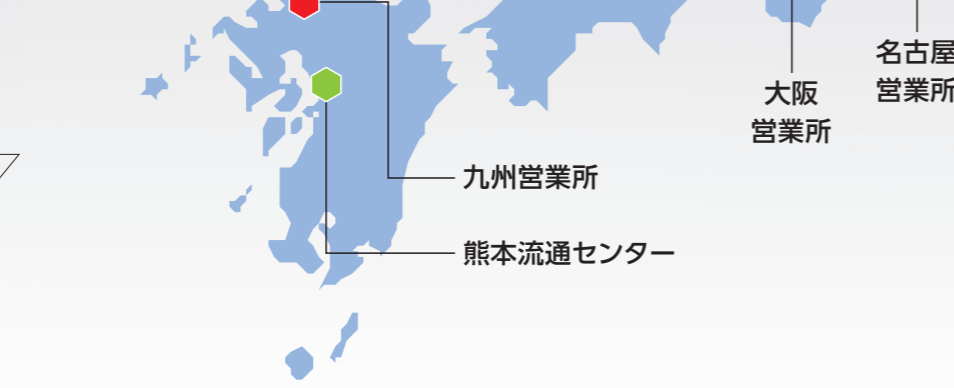 名古屋
営業所
大阪
営業所
九州営業所
熊本流通センター